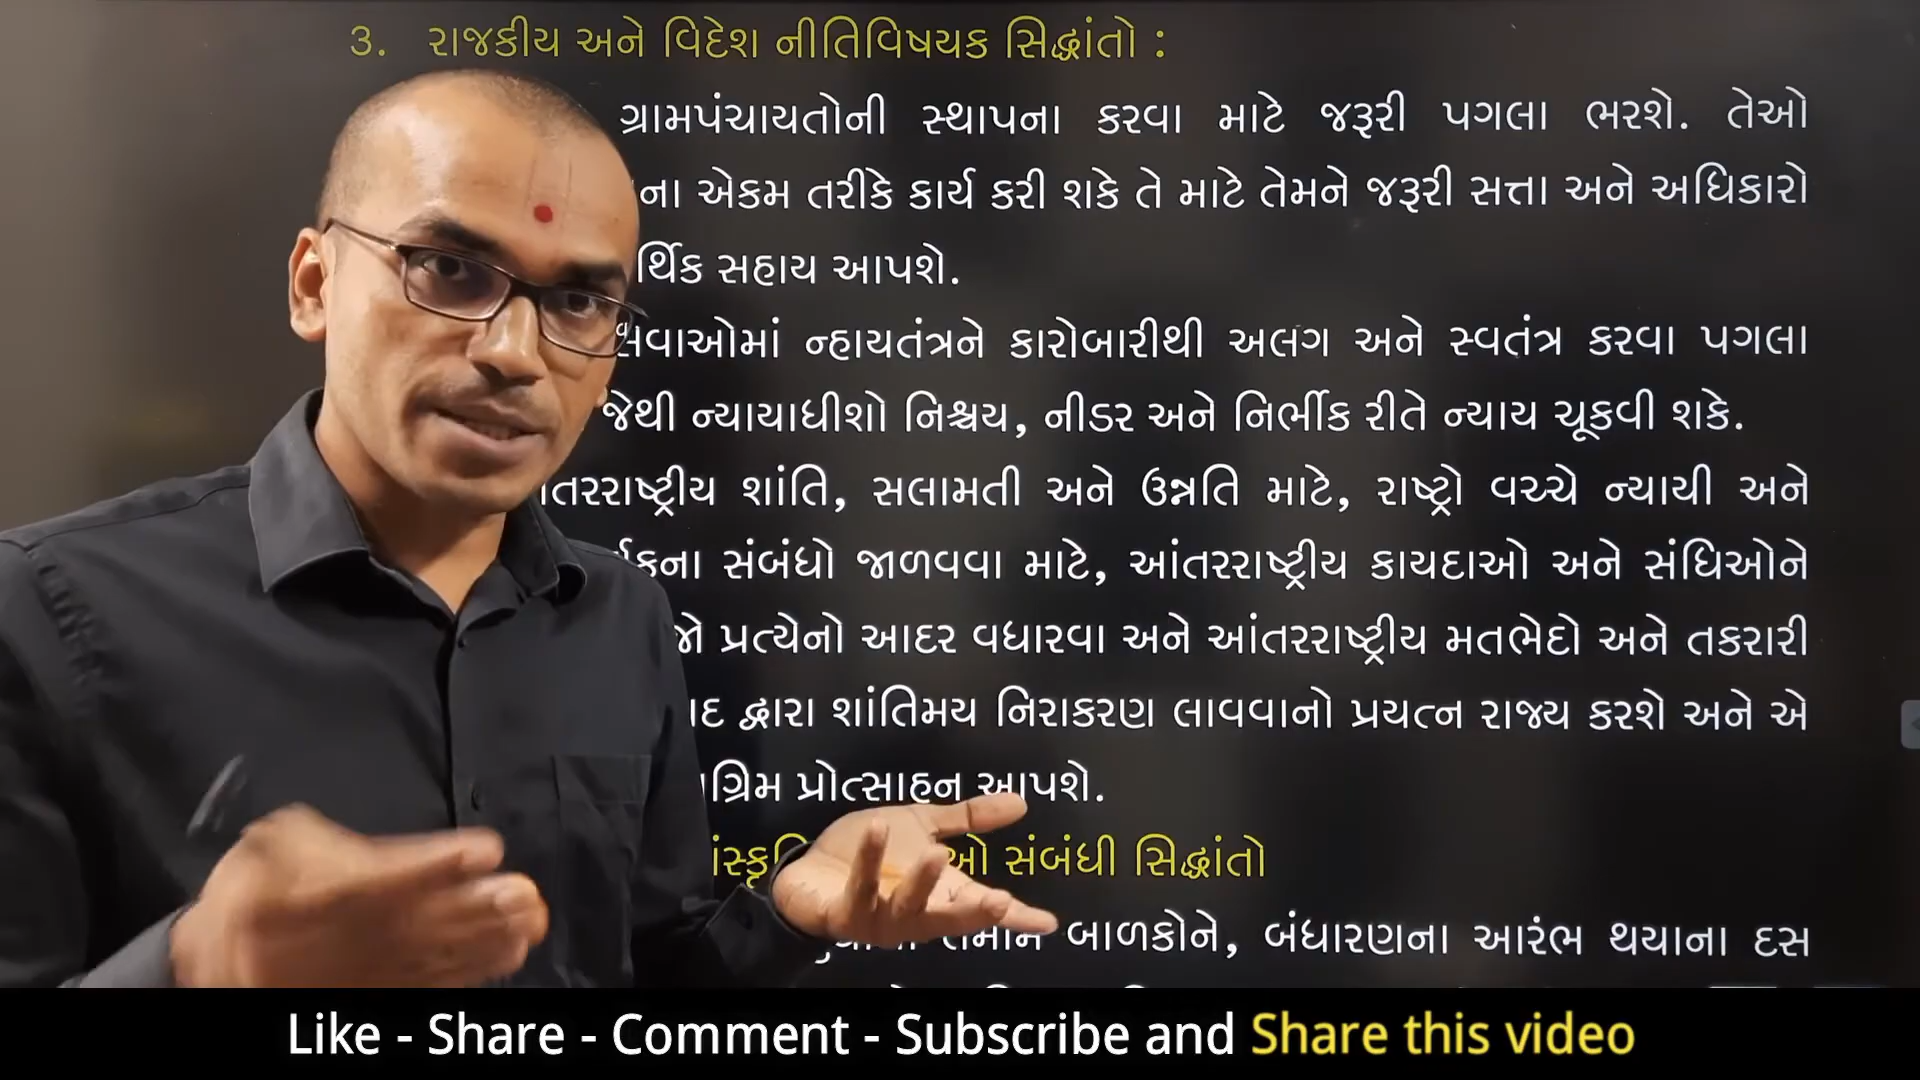 3. રાજકીય અને વિદેશ નીતિવિષયક સિદ્ધાંતો :
ગ્રામપંચાયતોની સ્થાપના કરવા માટે જરૂરી પગલા ભરશે. તેઓ
એકમ તરીકે કાર્ય કરી શકે તે માટે તેમને જરૂરી સત્તા અને અધિકારો
સહાય આપશે.
ન્હાયતંત્રને કારોબારીથી અલગ અને સ્વતંત્ર કરવા પગલા
જેથી ન્યાયાધીશો નિશ્ચય, નીડર અને નિર્ભીક રીતે ન્યાય ચૂકવી શકે.
શાંતિ, સલામતી અને ઉન્નતિ માટે, રાષ્ટ્રો વચ્ચે ન્યાયી અને
સંબંધો જાળવવા માટે, આંતરરાષ્ટ્રીય કાયદાઓ અને સંધિઓને
પ્રત્યેનો આદર વધારવા અને આંતરરાષ્ટ્રીય મતભેદો અને તકરારી
દ્વારા શાંતિમય નિરાકરણ લાવવાનો પ્રયત્ન રાજ્ય કરશે અને એ
પ્રોત્સાહન આપશે.
સંબંધી સિદ્ધાંતો
બાળકોને, બંધારણના આરંભ થયાના દસ
Like - Share - Comment - Subscribe and Share this video